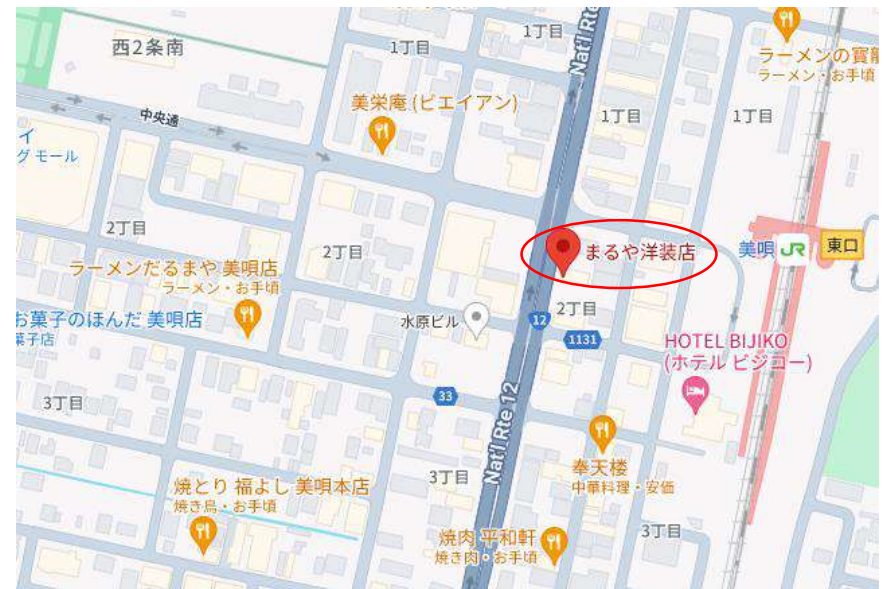 西2条南
1丁目
1丁目
Nat'l Rte
ラーメンの寳龍
ラーメン・お手頃
美栄庵 (ビエイアン)
1丁目
1丁目
中央通
イ
グ モール
2丁目
2丁目
まるや洋装店
美唄
JR
東口
ラーメンだるまや 美唄店
ラーメン・お手頃
お菓子のほんだ 美唄店
菓子店
水原ビル
12
2丁目
1131
HOTEL BIJIKO
(ホテル ビジコー)
33
3丁目
Nat'l Rte 12
奉天楼
中華料理・安価
3丁目
焼とり 福よし 美唄本店
焼き鳥・お手頃
焼肉 平和軒
焼き肉・お手頃
3丁目